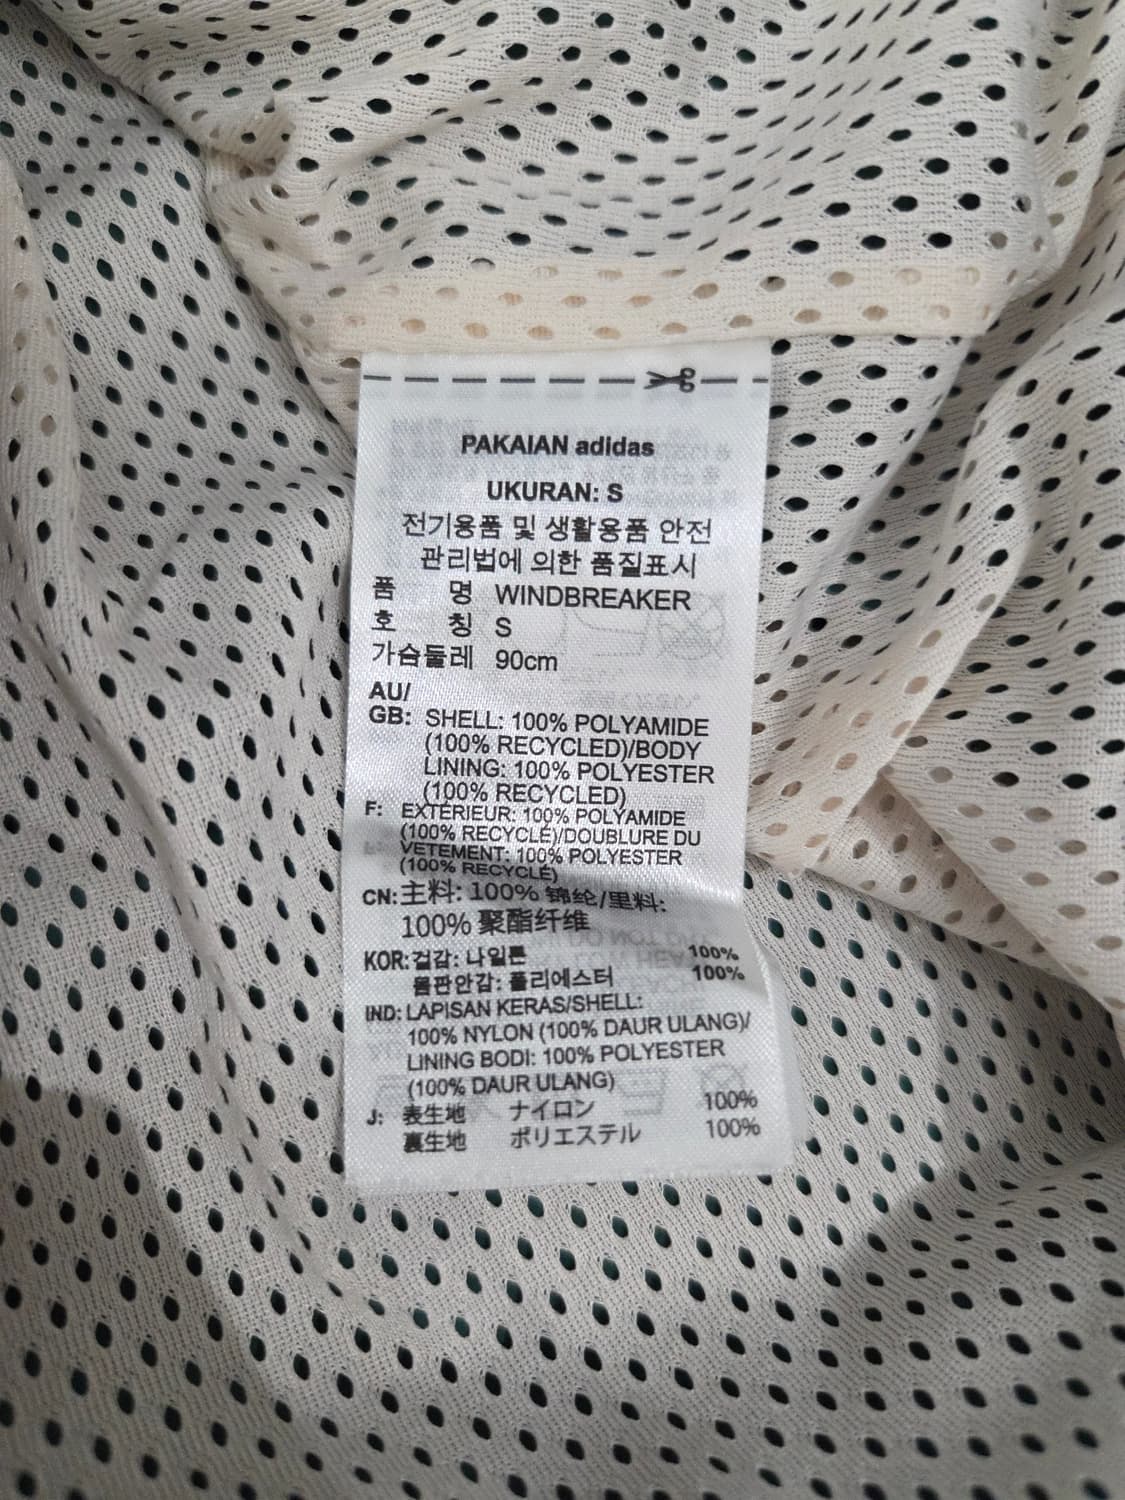 PAKAIAN adidas
UKURAN: S
전기용품 및 생활용품 안전
관리법에 의한 품질표시
품 명 WINDBREAKER
호 칭 S
가슴둘레 90cm
AU/
GB: SHELL: 100% POLYAMIDE
(100% RECYCLED)/BODY
LINING: 100% POLYESTER
(100% RECYCLED)
F: EXTÉRIEUR: 100% POLYAMIDE
(100% RECYCLÉ)/DOUBLURE DU
VETEMENT: 100% POLYESTER
(100% RECYCLÉ)
CN: 主料: 100% 锦纶/里料:
100% 聚酯纤维
KOR: 겉감: 나일론 100%
몸판안감: 폴리에스터 100%
IND: LAPISAN KERAS/SHELL:
100% NYLON (100% DAUR ULANG)/
LINING BODI: 100% POLYESTER
(100% DAUR ULANG)
J: 表生地 ナイロン 100%
裏生地 ポリエステル 100%